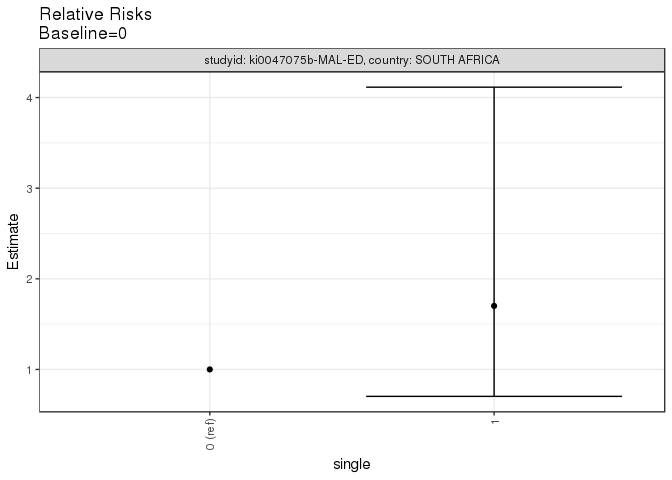 Relative Risks
Baseline=0
studyid: ki0047075b-MAL-ED, country: SOUTH AFRICA
4
3
2
1
Estimate
0 (ref)
1
single